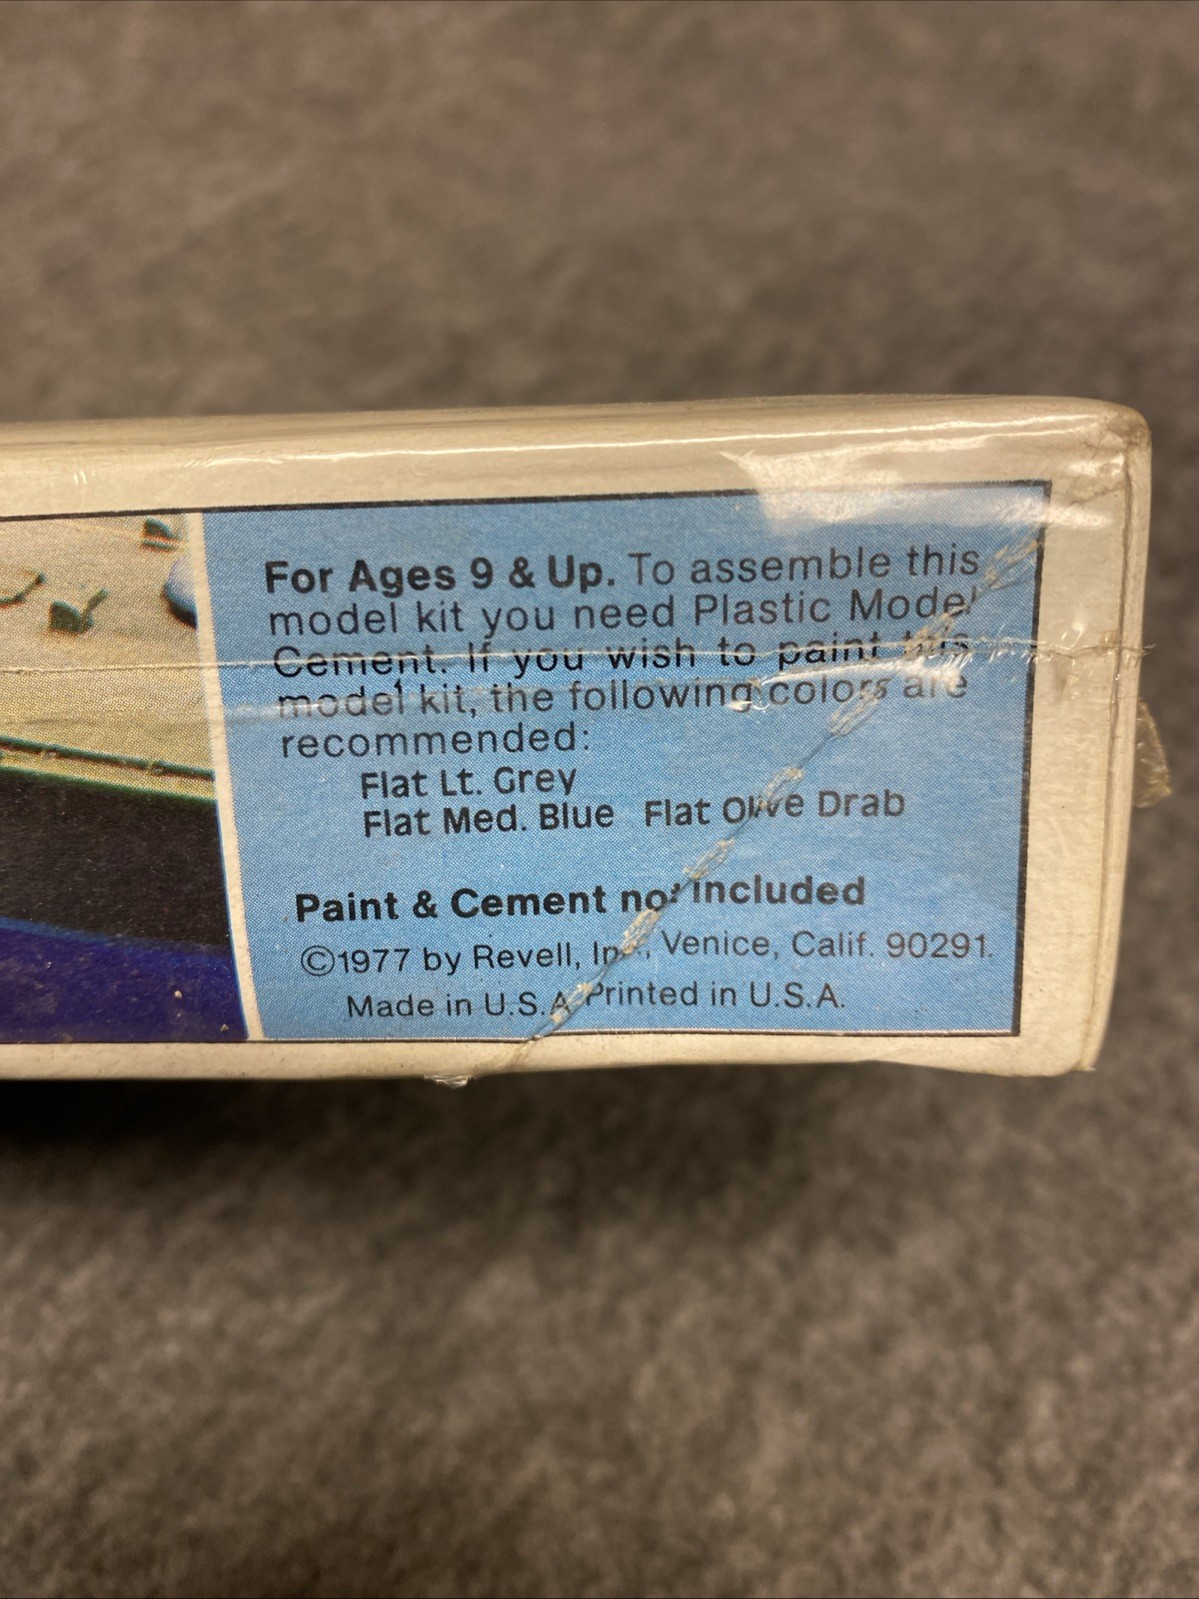 For Ages 9 & Up. To assemble this
model kit you need Plastic Model
Cement. If you wish to paint this
model kit, the following colors are
recommended:
Flat Lt. Grey
Flat Med. Blue Flat Olive Drab
Paint & Cement not included
©1977 by Revell, Inc., Venice, Calif. 90291.
Made in U.S.A. Printed in U.S.A.